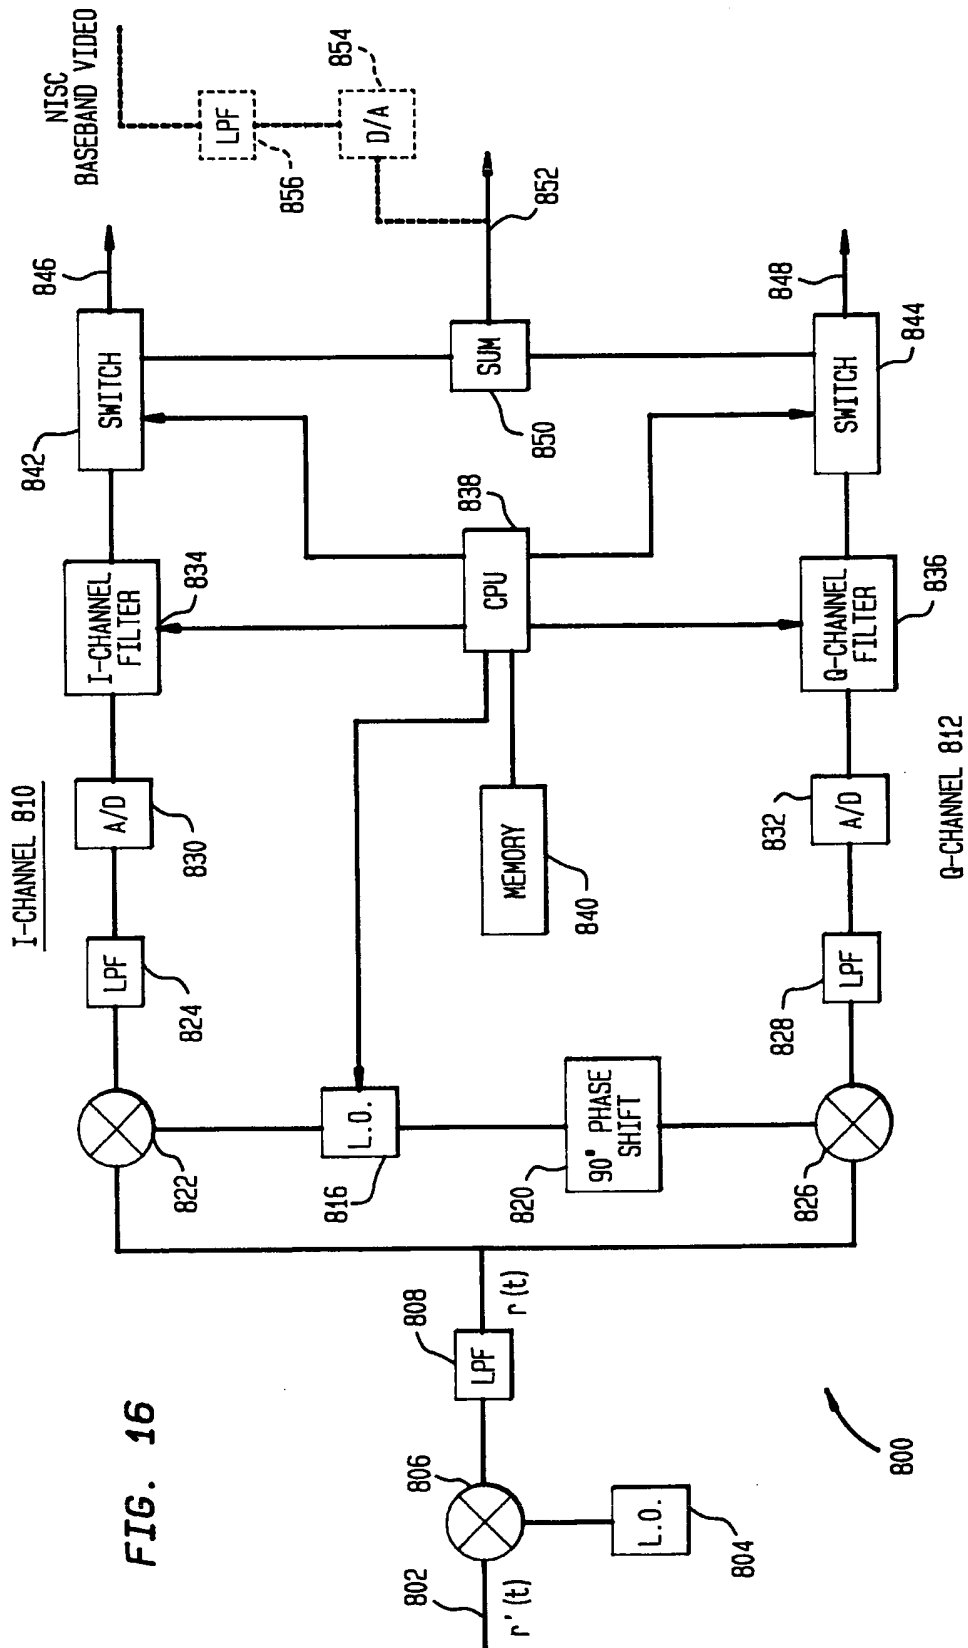 FIG. 16
I-CHANNEL 810
NISC
BASEBAND VIDEO
822
LPF
824
A/D
830
I-CHANNEL
FILTER
834
842
SWITCH
846
LPF
856
D/A
854
L.O.
816
802
r'(t)
806
L.O.
804
LPF
808
r(t)
90° PHASE
SHIFT
820
MEMORY
840
CPU
838
SUM
850
852
826
828
LPF
832
A/D
Q-CHANNEL
FILTER
836
SWITCH
844
848
800
Q-CHANNEL 812